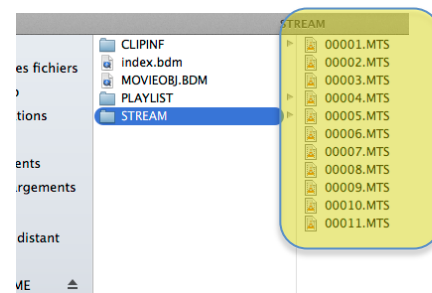 STREAM
es fichiers
tions
ents
rgements
distant
ME
CLIPINF
index.bdm
MOVIEOBJ.BDM
PLAYLIST
STREAM
00001.MTS
00002.MTS
00003.MTS
00004.MTS
00005.MTS
00006.MTS
00007.MTS
00008.MTS
00009.MTS
00010.MTS
00011.MTS